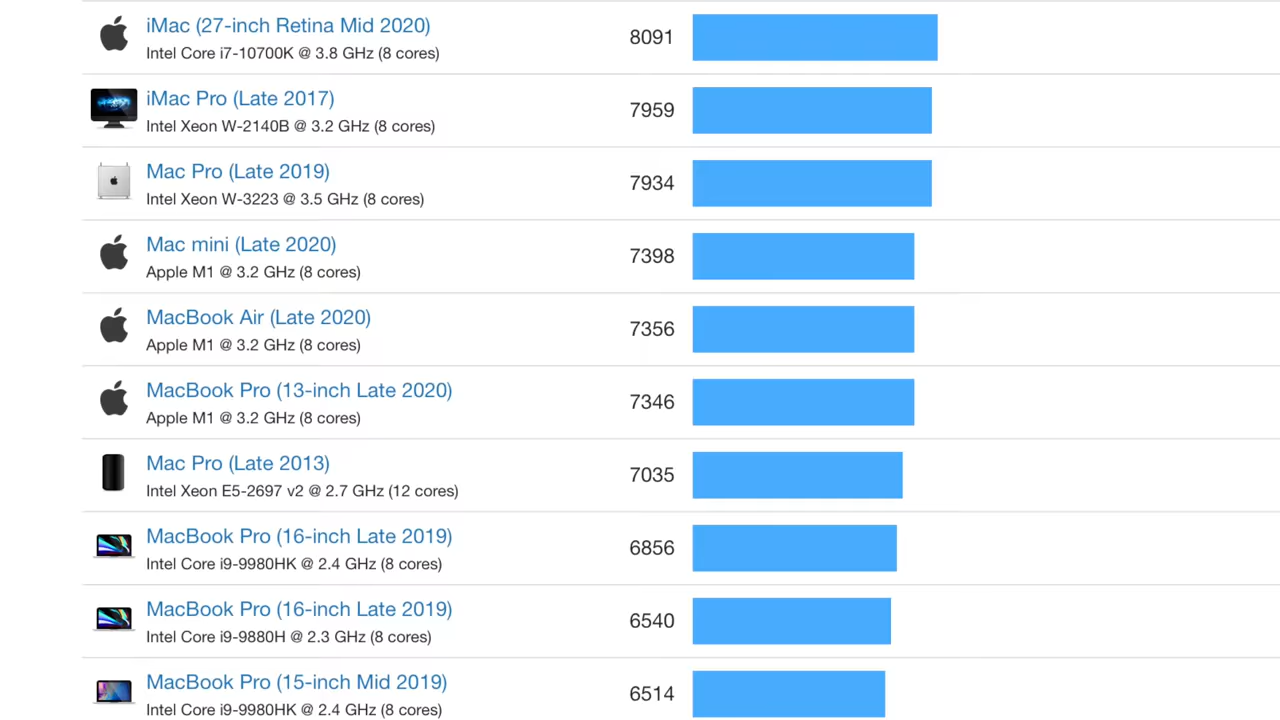 iMac (27-inch Retina Mid 2020)
Intel Core i7-10700K @ 3.8 GHz (8 cores)
8091
iMac Pro (Late 2017)
Intel Xeon W-2140B @ 3.2 GHz (8 cores)
7959
Mac Pro (Late 2019)
Intel Xeon W-3223 @ 3.5 GHz (8 cores)
7934
Mac mini (Late 2020)
Apple M1 @ 3.2 GHz (8 cores)
7398
MacBook Air (Late 2020)
Apple M1 @ 3.2 GHz (8 cores)
7356
MacBook Pro (13-inch Late 2020)
Apple M1 @ 3.2 GHz (8 cores)
7346
Mac Pro (Late 2013)
Intel Xeon E5-2697 v2 @ 2.7 GHz (12 cores)
7035
MacBook Pro (16-inch Late 2019)
Intel Core i9-9980HK @ 2.4 GHz (8 cores)
6856
MacBook Pro (16-inch Late 2019)
Intel Core i9-9880H @ 2.3 GHz (8 cores)
6540
MacBook Pro (15-inch Mid 2019)
Intel Core i9-9980HK @ 2.4 GHz (8 cores)
6514